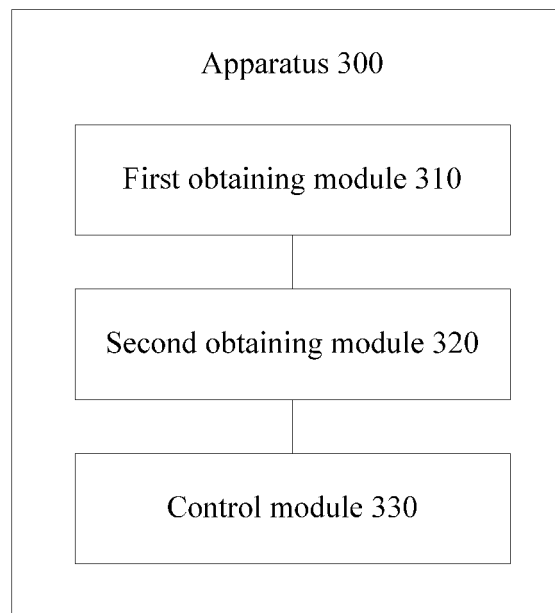 Apparatus 300
First obtaining module 310
Second obtaining module 320
Control module 330